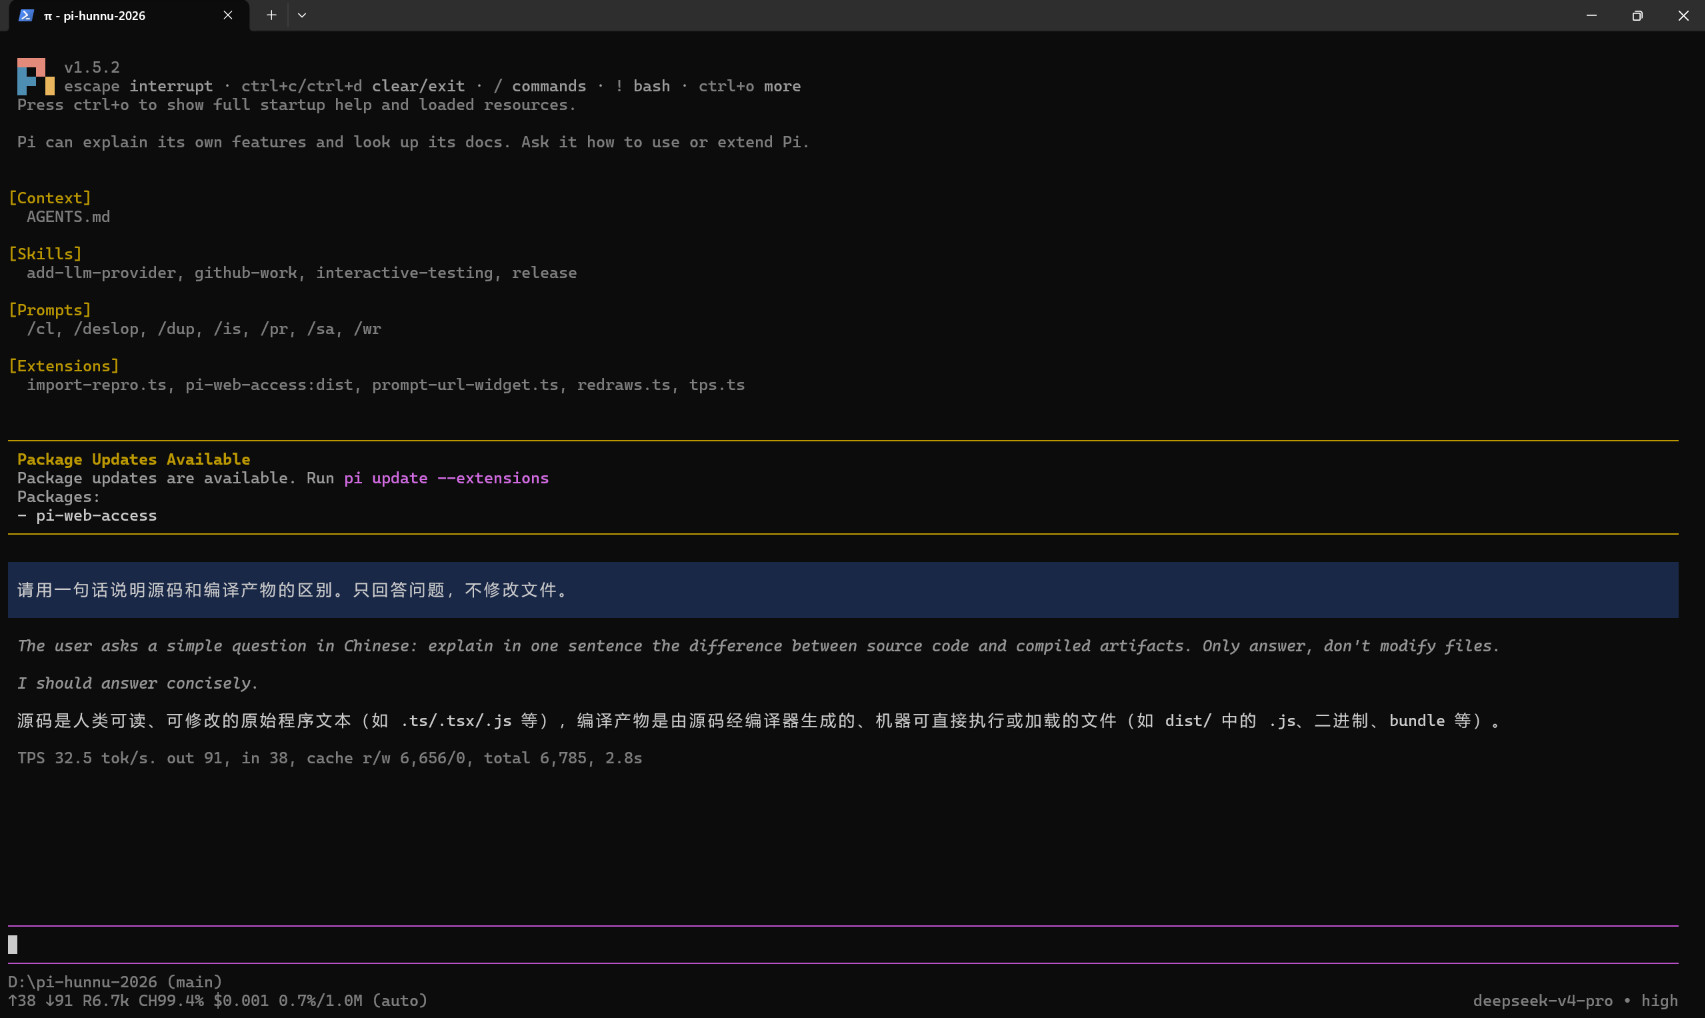 π - pi-hunnu-2026
v1.5.2
escape interrupt · ctrl+c/ctrl+d clear/exit · / commands · ! bash · ctrl+o more
Press ctrl+o to show full startup help and loaded resources.
Pi can explain its own features and look up its docs. Ask it how to use or extend Pi.
[Context]
AGENTS.md
[Skills]
add-llm-provider, github-work, interactive-testing, release
[Prompts]
/cl, /deslop, /dup, /is, /pr, /sa, /wr
[Extensions]
import-repro.ts, pi-web-access:dist, prompt-url-widget.ts, redraws.ts, tps.ts
Package Updates Available
Package updates are available. Run pi update --extensions
Packages:
- pi-web-access
请用一句话说明源码和编译产物的区别。只回答问题，不修改文件。
The user asks a simple question in Chinese: explain in one sentence the difference between source code and compiled artifacts. Only answer, don't modify files.
I should answer concisely.
源码是人类可读、可修改的原始程序文本（如 .ts/.tsx/.js 等），编译产物是由源码经编译器生成的、机器可直接执行或加载的文件（如 dist/ 中的 .js、二进制、bundle 等）。
TPS 32.5 tok/s. out 91, in 38, cache r/w 6,656/0, total 6,785, 2.8s
D:\pi-hunnu-2026 (main)
↑38 ↓91 R6.7k CH99.4% $0.001 0.7%/1.0M (auto) deepseek-v4-pro • high